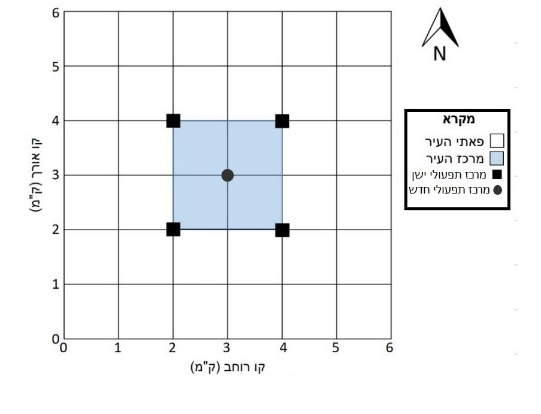 6
5
4
3
2
1
0
0 1 2 3 4 5 6
קו אורך (ק"מ)
קו רוחב (ק"מ)
N
מקרא
פאתי העיר
מרכז העיר
מרכז תפעולי ישן
מרכז תפעולי חדש